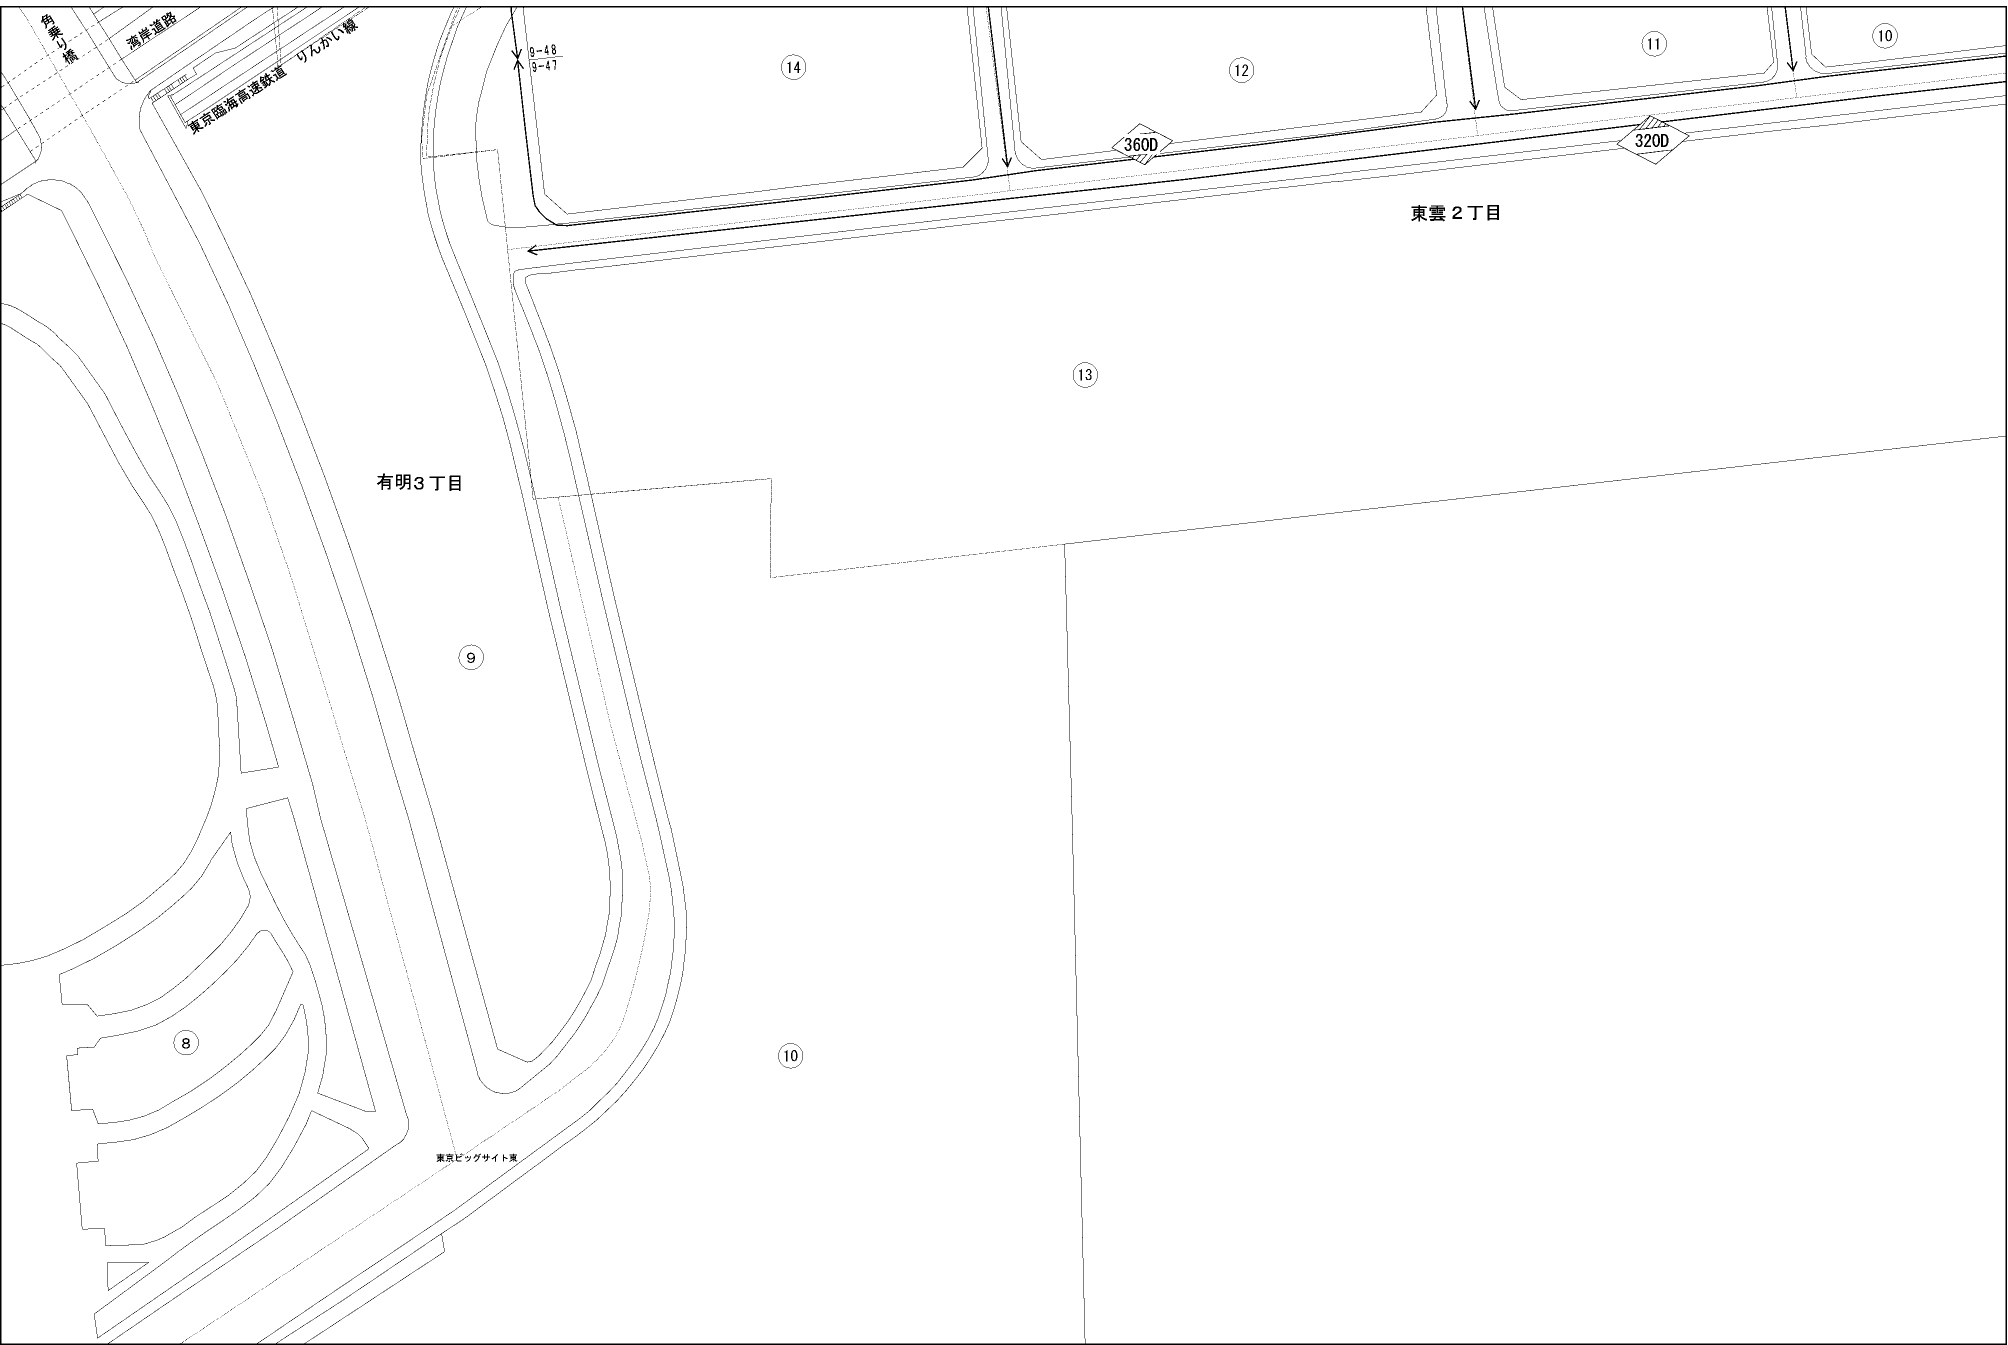 角乗り橋
湾岸道路
東京臨海高速鉄道 りんかい線
9-48
9-47
14
12
11
10
360D
320D
東雲2丁目
13
有明3丁目
9
8
10
東京ビッグサイト東